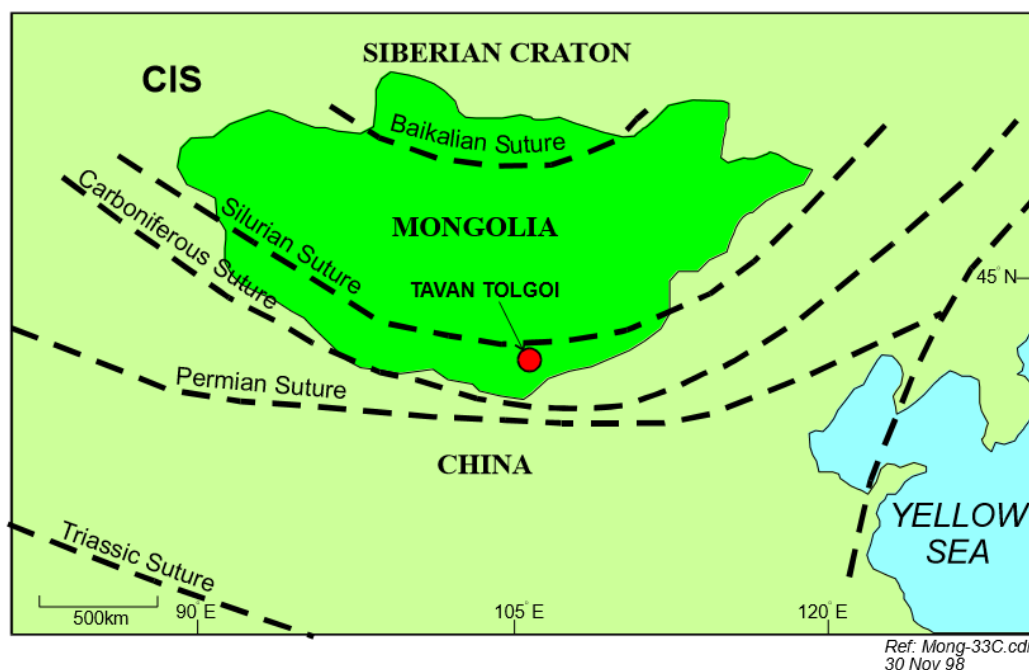 SIBERIAN CRATON
CIS
Baikalian Suture
Silurian Suture
Carboniferous Suture
MONGOLIA
TAVAN TOLGOI
45° N
Permian Suture
CHINA
YELLOW
SEA
Triassic Suture
500km
90° E
105° E
120° E
Ref: Mong-33C.cdr
30 Nov 98